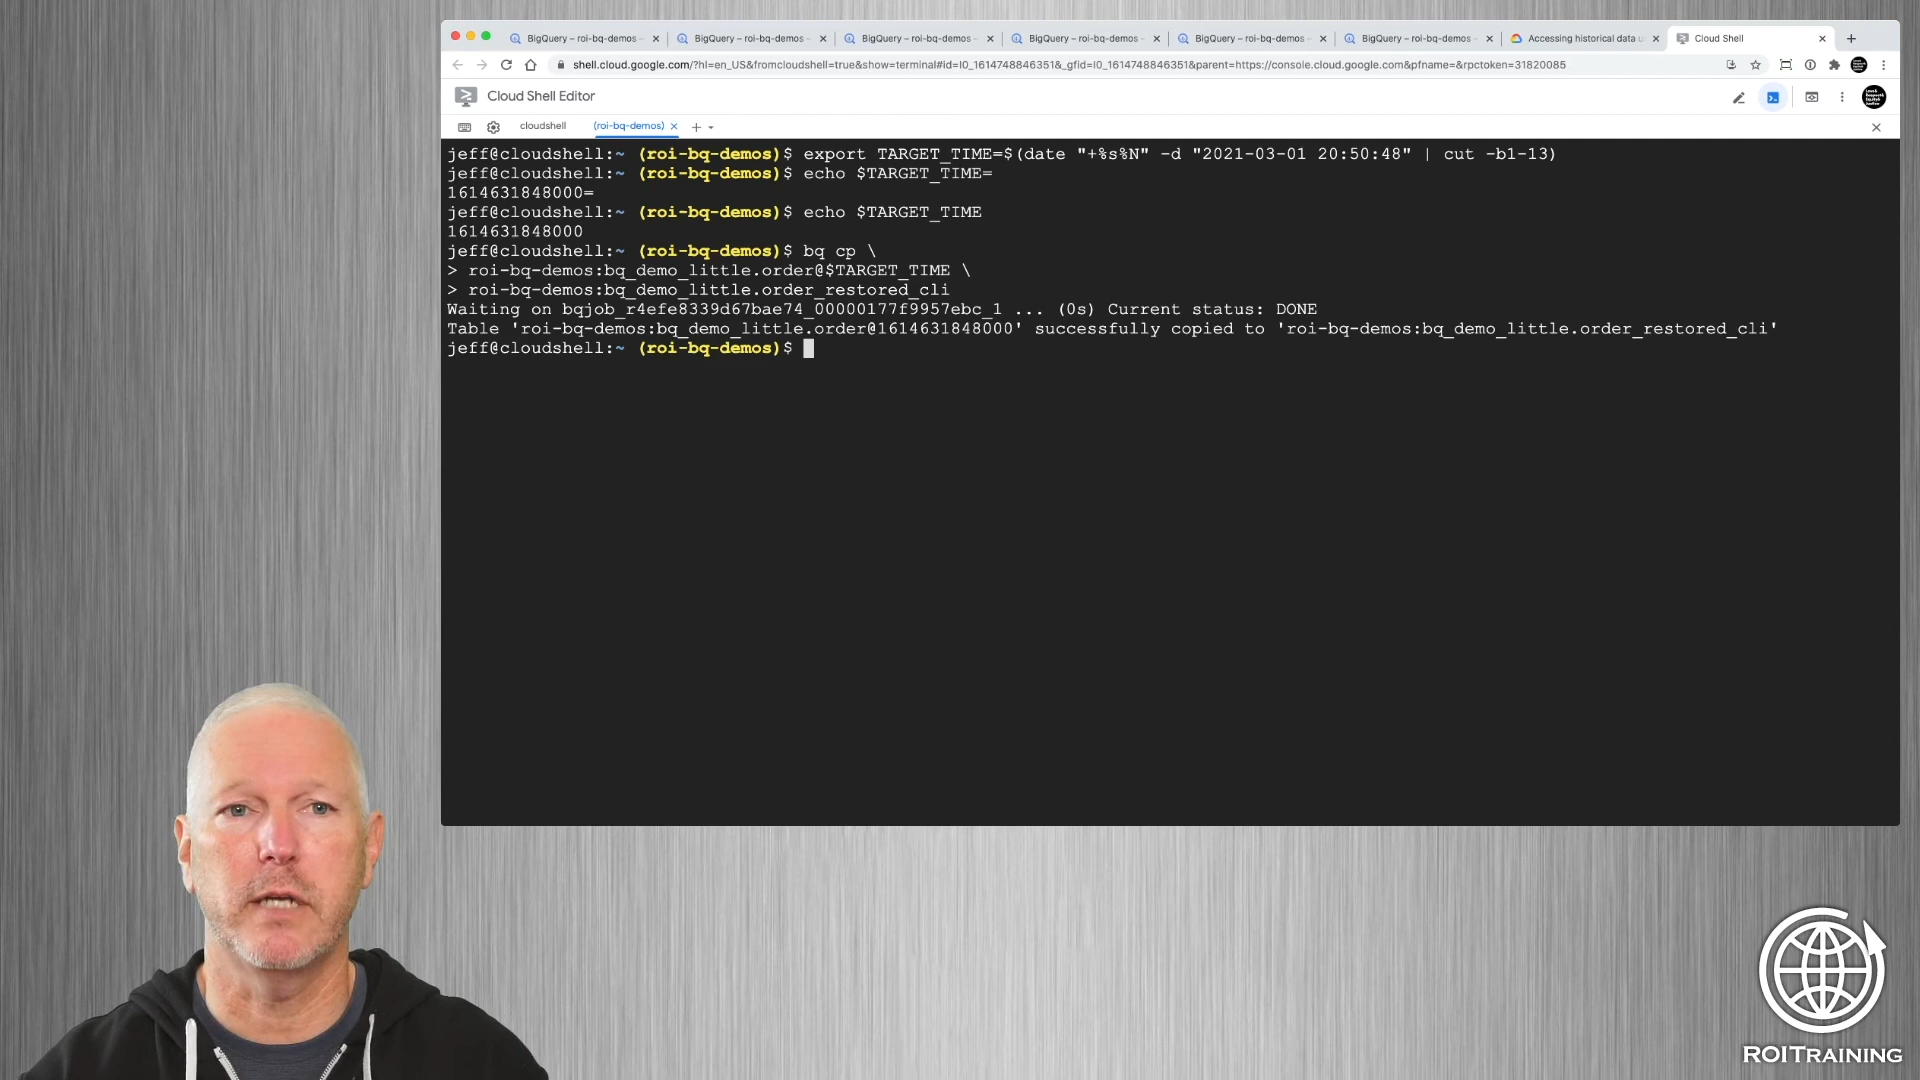 BigQuery – roi-bq-demos
BigQuery – roi-bq-demos
BigQuery – roi-bq-demos
BigQuery – roi-bq-demos
BigQuery – roi-bq-demos
BigQuery – roi-bq-demos
Accessing historical data u
Cloud Shell
shell.cloud.google.com/?hl=en_US&fromcloudshell=true&show=terminal#id=I0_1614748846351&_gfid=I0_1614748846351&parent=https://console.cloud.google.com&pfname=&rpctoken=31820085
Cloud Shell Editor
cloudshell
(roi-bq-demos)
jeff@cloudshell:~ (roi-bq-demos)$ export TARGET_TIME=$(date "+%s%N" -d "2021-03-01 20:50:48" | cut -b1-13)
jeff@cloudshell:~ (roi-bq-demos)$ echo $TARGET_TIME=
1614631848000=
jeff@cloudshell:~ (roi-bq-demos)$ echo $TARGET_TIME
1614631848000
jeff@cloudshell:~ (roi-bq-demos)$ bq cp \
> roi-bq-demos:bq_demo_little.order@$TARGET_TIME \
> roi-bq-demos:bq_demo_little.order_restored_cli
Waiting on bqjob_r4efe8339d67bae74_00000177f9957ebc_1 ... (0s) Current status: DONE
Table 'roi-bq-demos:bq_demo_little.order@1614631848000' successfully copied to 'roi-bq-demos:bq_demo_little.order_restored_cli'
jeff@cloudshell:~ (roi-bq-demos)$
ROITRAINING